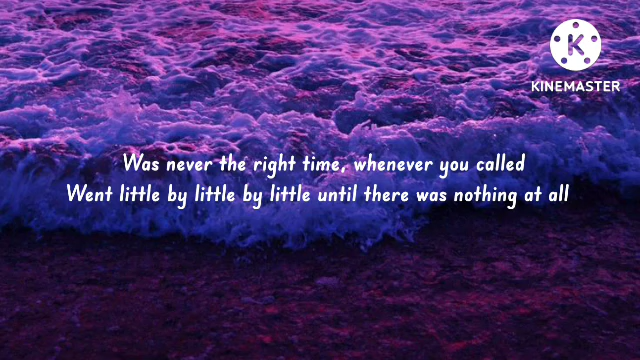 KINEMASTER
Was never the right time, whenever you called
Went little by little by little until there was nothing at all